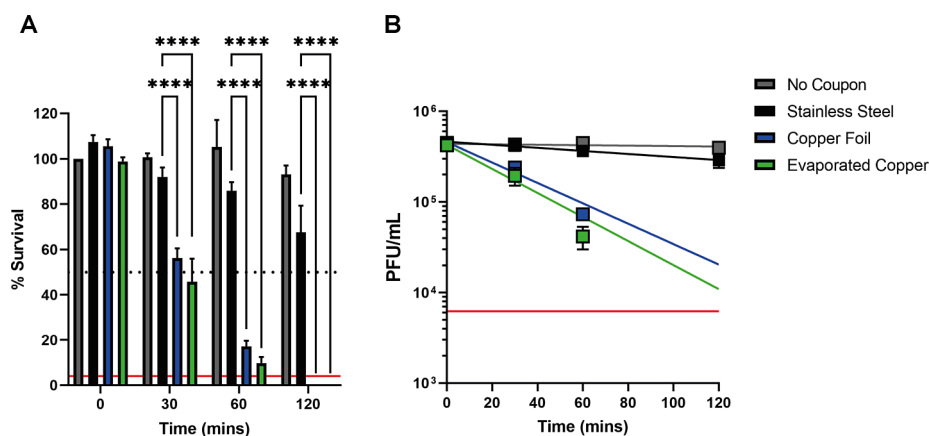 A
B
**** **** ****
**** **** ****
% Survival
120
100
80
60
40
20
0
0 30 60 120
Time (mins)
PFU/mL
10⁶
10⁵
10⁴
10³
0 20 40 60 80 100 120
Time (mins)
No Coupon
Stainless Steel
Copper Foil
Evaporated Copper